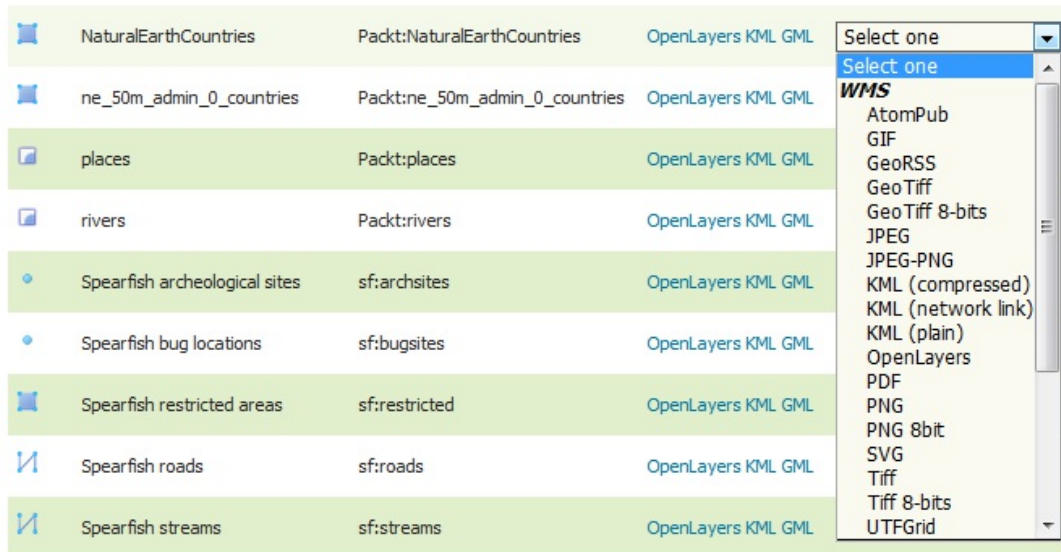 NaturalEarthCountries Packt:NaturalEarthCountries OpenLayers KML GML Select one
ne_50m_admin_0_countries Packt:ne_50m_admin_0_countries OpenLayers KML GML
places Packt:places OpenLayers KML GML
rivers Packt:rivers OpenLayers KML GML
Spearfish archeological sites sf:archsites OpenLayers KML GML
Spearfish bug locations sf:bugsites OpenLayers KML GML
Spearfish restricted areas sf:restricted OpenLayers KML GML
Spearfish roads sf:roads OpenLayers KML GML
Spearfish streams sf:streams OpenLayers KML GML
Select one
WMS
AtomPub
GIF
GeoRSS
GeoTiff
GeoTiff 8-bits
JPEG
JPEG-PNG
KML (compressed)
KML (network link)
KML (plain)
OpenLayers
PDF
PNG
PNG 8bit
SVG
Tiff
Tiff 8-bits
UTFGrid